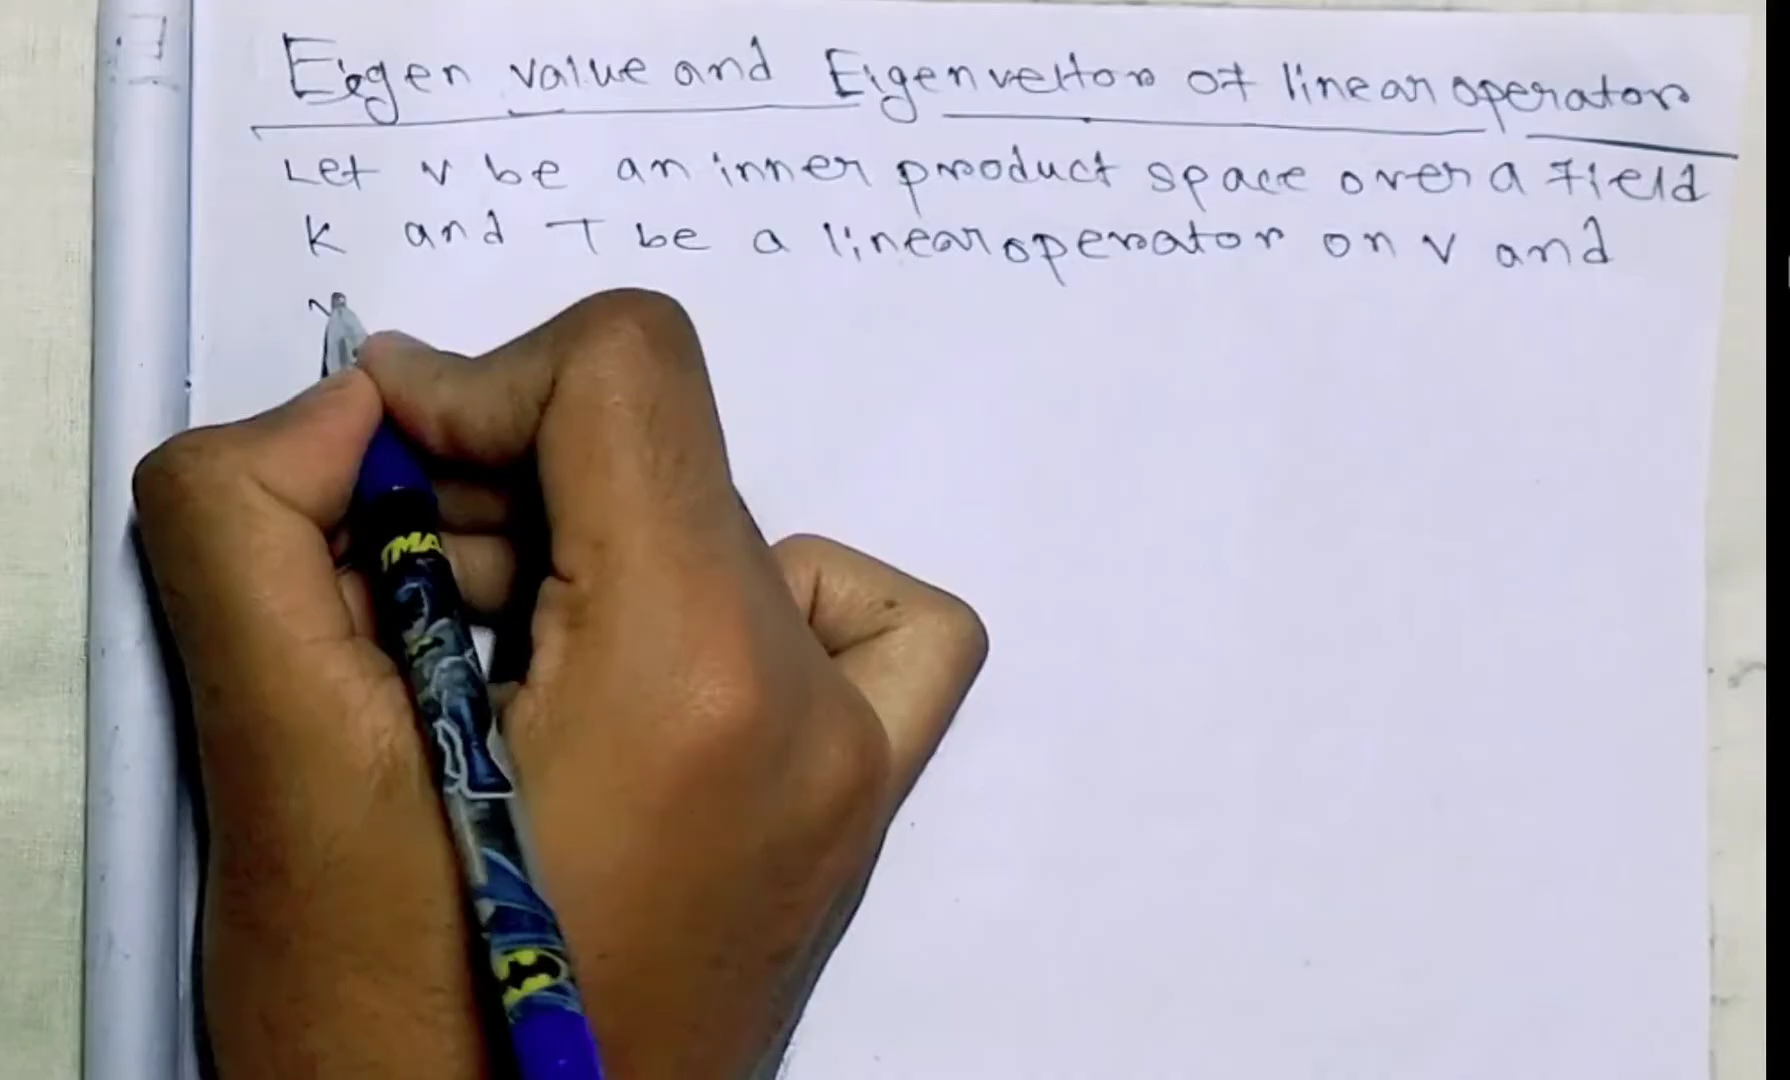 Eigen value and Eigenvector of linear operator
Let v be an inner product space over a field
K and T be a linear operator on v and
TMA